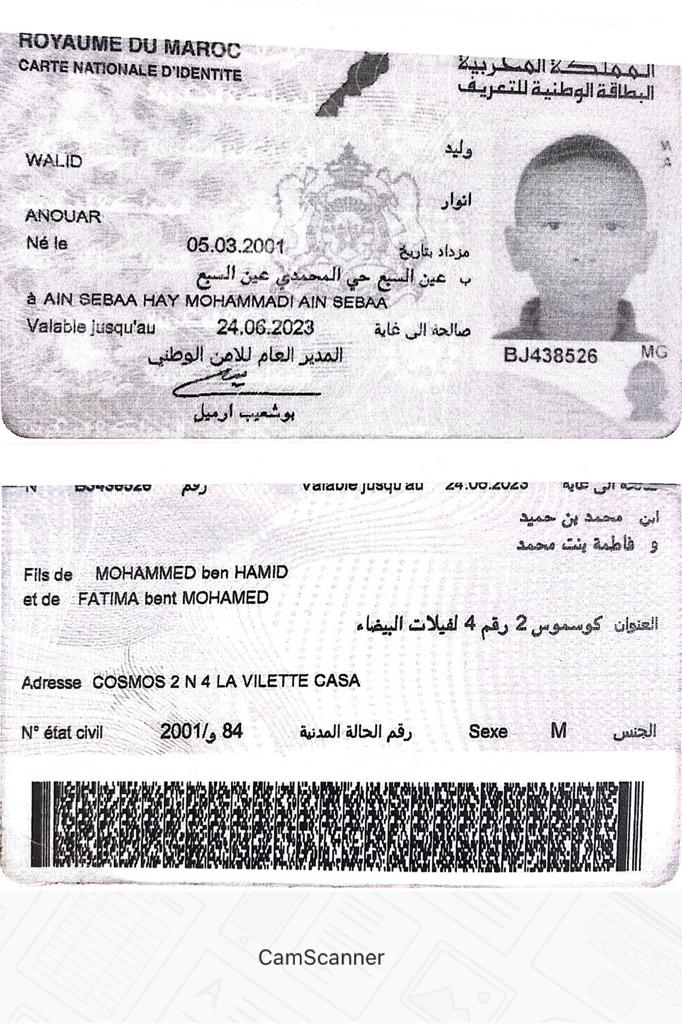 ROYAUME DU MAROC المملكة المغربية
CARTE NATIONALE D'IDENTITE البطاقة الوطنية للتعريف
وليد
WALID
انوار
ANOUAR
Né le 05.03.2001 مزداد بتاريخ
ب عين السبع حي المحمدي عين السبع
à AIN SEBAA HAY MOHAMMADI AIN SEBAA
Valable jusqu'au 24.06.2023 صالحة الى غاية
المدير العام للامن الوطني
BJ438526 MG
بوشعيب ارميل
N° BJ438526 رقم Valable jusqu'au 24.06.2023 صالحة الى غاية
ابن محمد بن حميد
و فاطمة بنت محمد
Fils de MOHAMMED ben HAMID
et de FATIMA bent MOHAMED
العنوان كوسموس 2 رقم 4 لفيلات البيضاء
Adresse COSMOS 2 N 4 LA VILETTE CASA
N° état civil 84 و/2001 رقم الحالة المدنية Sexe M الجنس
CamScanner